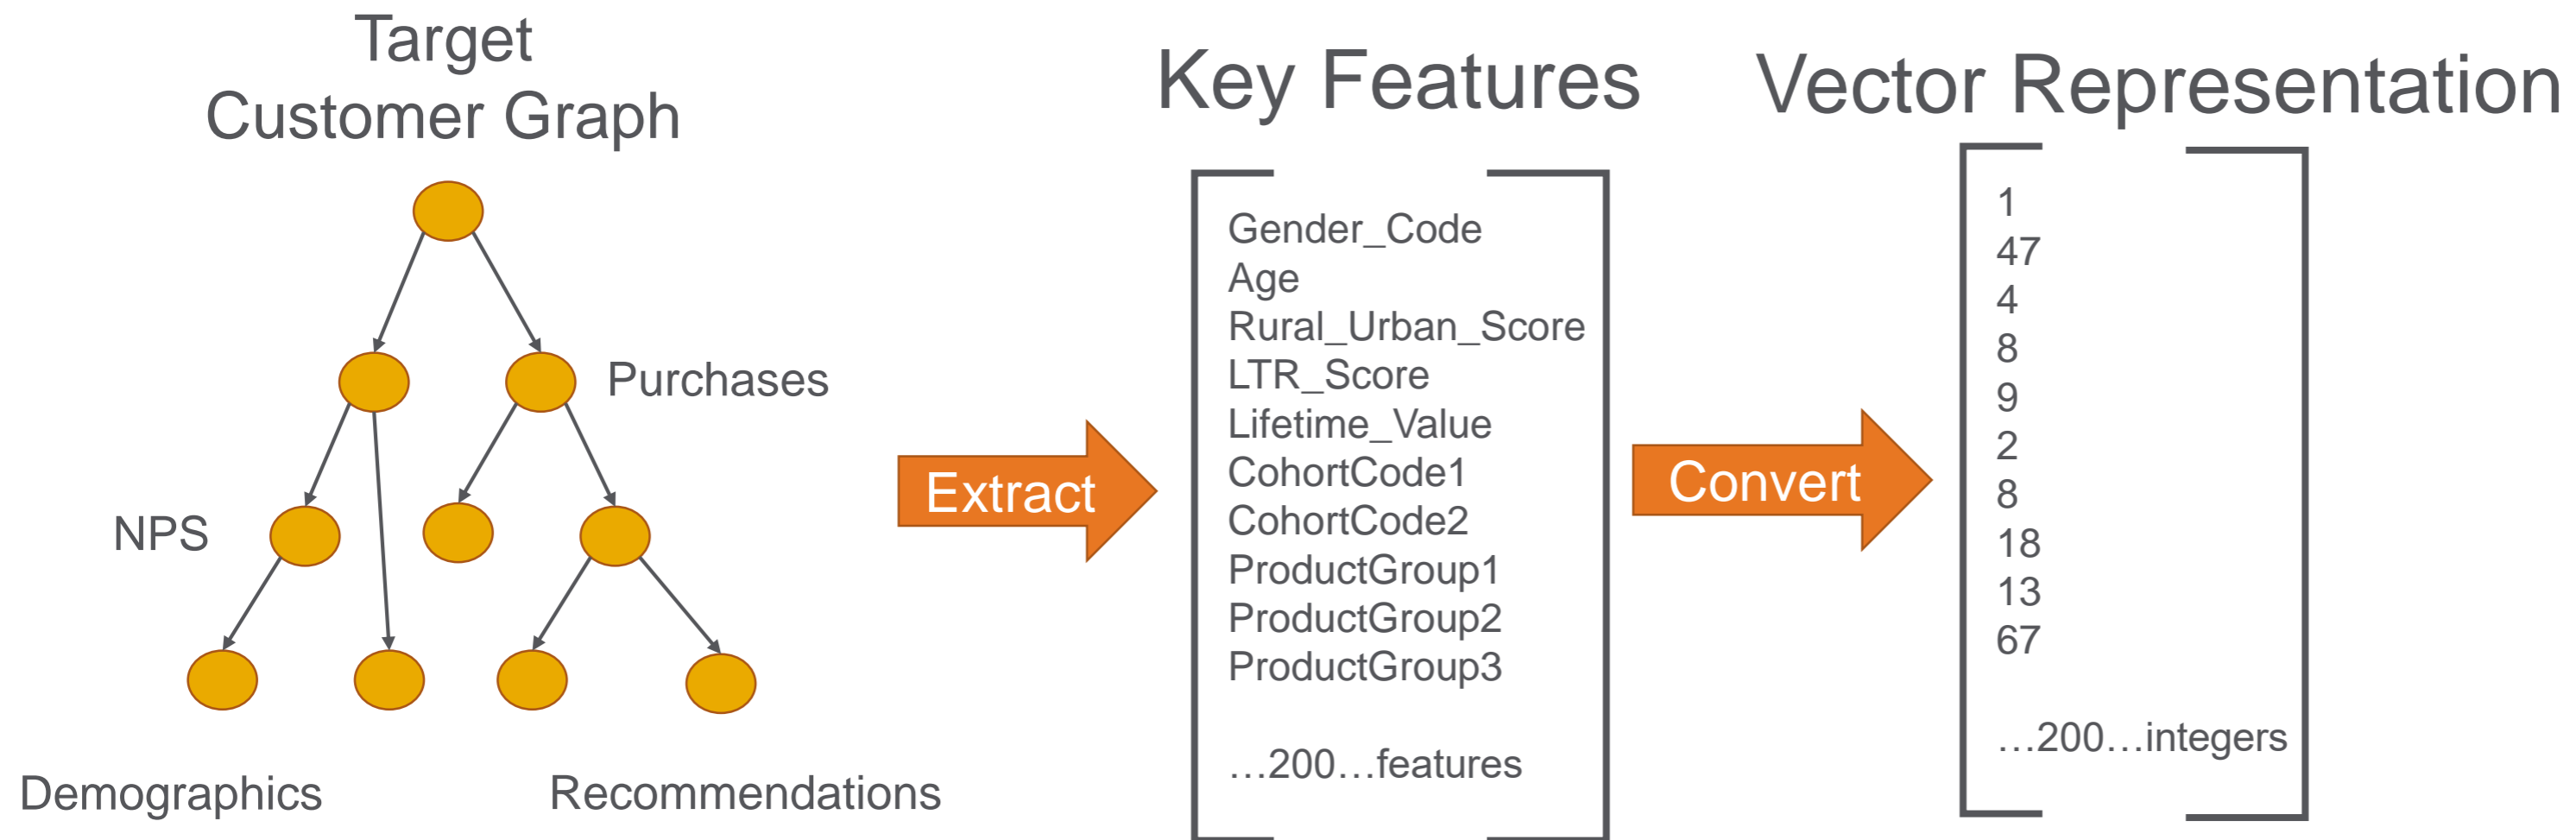 Target
Customer Graph
Purchases
NPS
Demographics
Recommendations
Extract
Key Features
Gender_Code
Age
Rural_Urban_Score
LTR_Score
Lifetime_Value
CohortCode1
CohortCode2
ProductGroup1
ProductGroup2
ProductGroup3
…200…features
Convert
Vector Representation
1
47
4
8
9
2
8
18
13
67
…200…integers